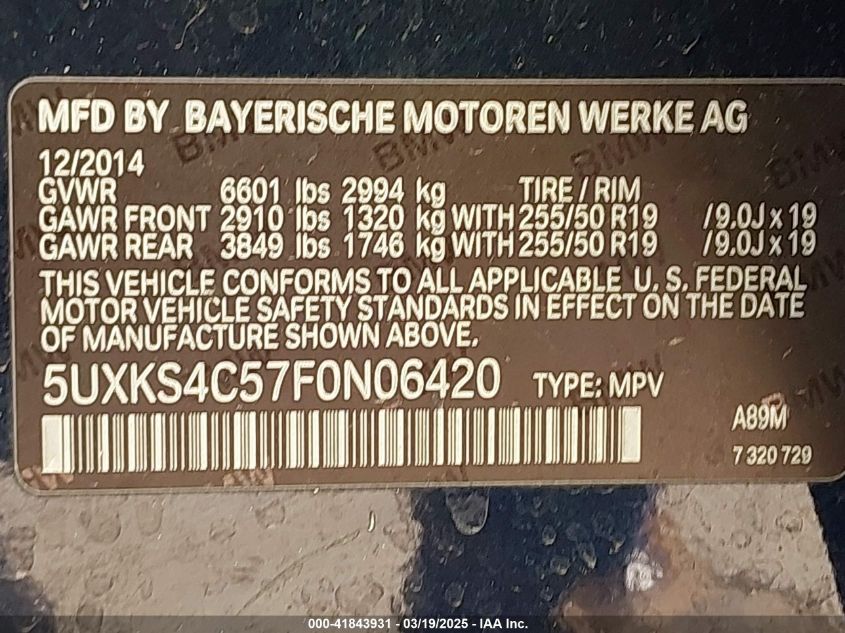 MFD BY BAYERISCHE MOTOREN WERKE AG
12/2014
GVWR 6601 lbs 2994 kg TIRE / RIM
GAWR FRONT 2910 lbs 1320 kg WITH 255/50 R19 /9.0J x 19
GAWR REAR 3849 lbs 1746 kg WITH 255/50 R19 /9.0J x 19
THIS VEHICLE CONFORMS TO ALL APPLICABLE U. S. FEDERAL
MOTOR VEHICLE SAFETY STANDARDS IN EFFECT ON THE DATE
OF MANUFACTURE SHOWN ABOVE.
5UXKS4C57F0N06420 TYPE: MPV
A89M
7 320 729
000-41843931 - 03/19/2025 - IAA Inc.